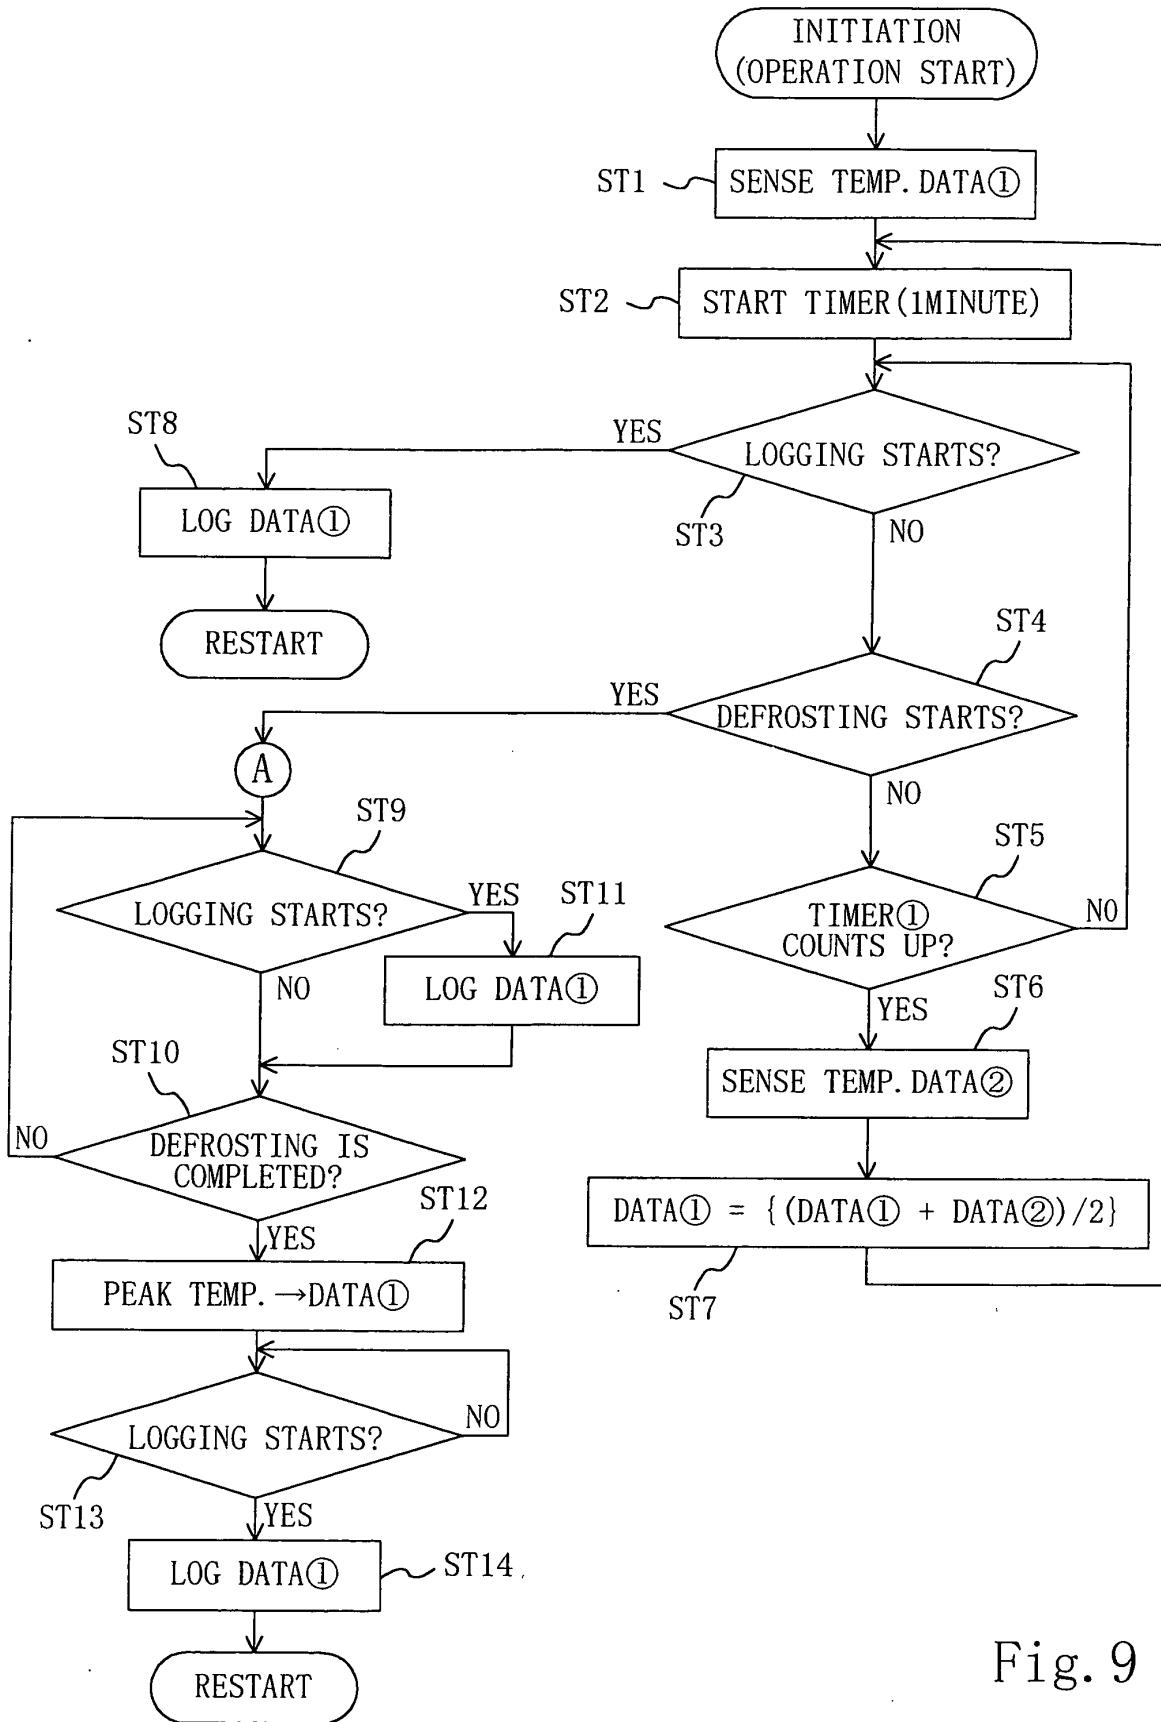 INITIATION
(OPERATION START)
ST1
SENSE TEMP. DATA①
ST2
START TIMER(1MINUTE)
ST8
YES
LOGGING STARTS?
LOG DATA①
ST3
NO
RESTART
ST4
YES
DEFROSTING STARTS?
A
NO
ST9
ST5
LOGGING STARTS?
YES
ST11
TIMER①
COUNTS UP?
NO
NO
LOG DATA①
YES
ST6
ST10
SENSE TEMP. DATA②
NO
DEFROSTING IS
COMPLETED?
ST12
DATA① = {(DATA① + DATA②)/2}
YES
PEAK TEMP. →DATA①
ST7
LOGGING STARTS?
NO
ST13
YES
LOG DATA①
ST14
RESTART
Fig. 9